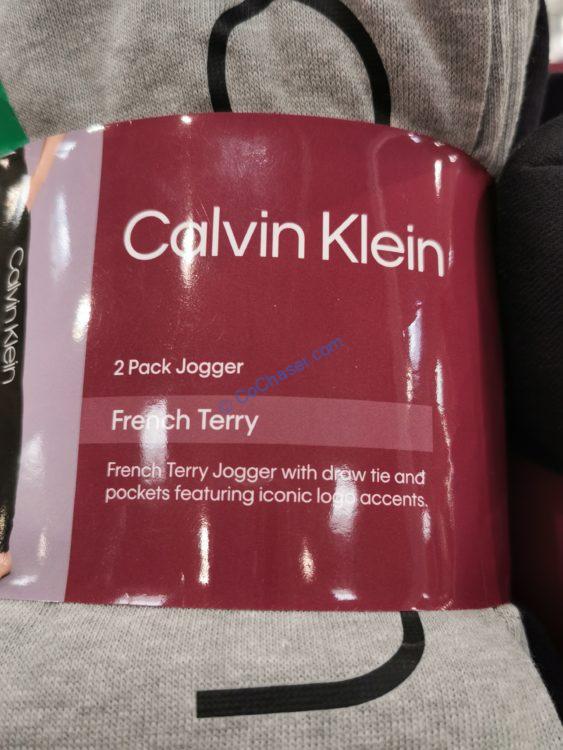 Calvin Klein
Calvin Klein
2 Pack Jogger
© CoChaser.com
French Terry
French Terry Jogger with draw tie and
pockets featuring iconic logo accents.